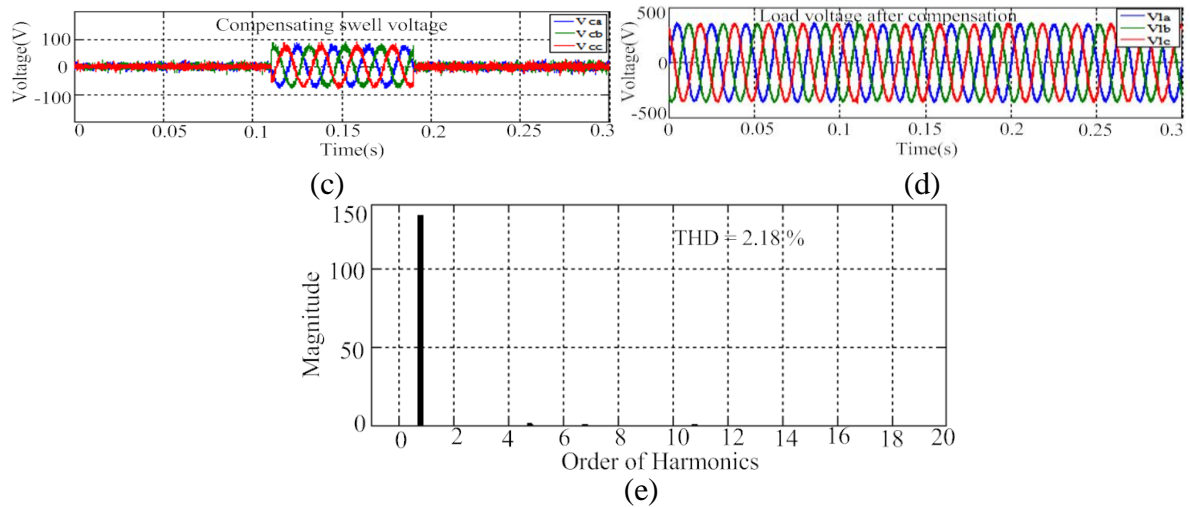 Compensating swell voltage
V ca
V cb
V cc
Voltage(V)
100
0
-100
0 0.05 0.1 0.15 0.2 0.25 0.3
Time(s)
(c)
Load voltage after compensation
V1a
V1b
V1c
Voltage(V)
500
0
-500
0 0.05 0.1 0.15 0.2 0.25 0.3
Time(s)
(d)
THD = 2.18 %
Magnitude
150
100
50
0
0 2 4 6 8 10 12 14 16 18 20
Order of Harmonics
(e)